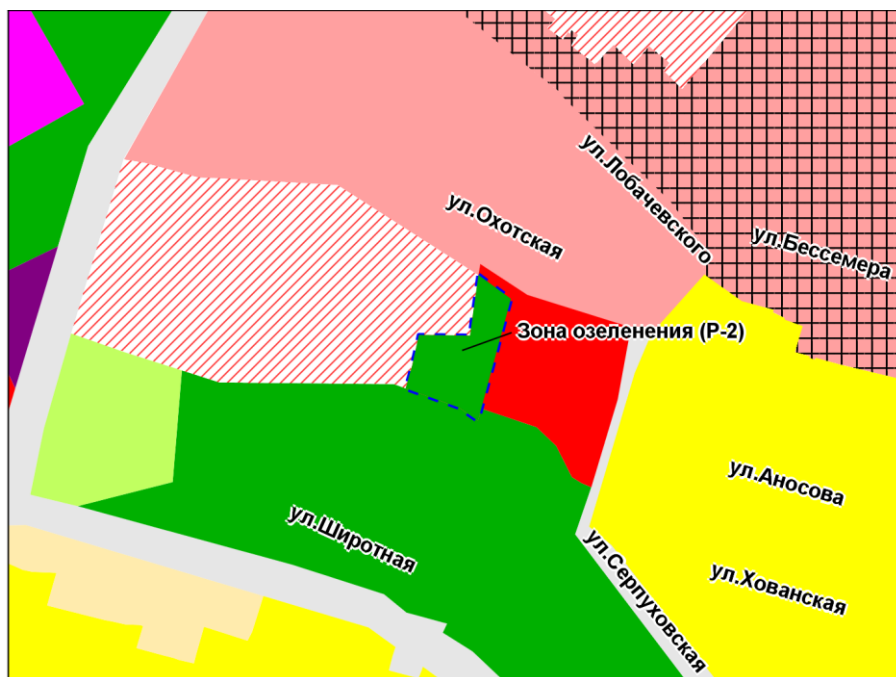 ул.Лобачевского
ул.Охотская
ул.Бессемера
Зона озеленения (Р-2)
ул.Аносова
ул.Широтная
ул.Серпуховская
ул.Хованская